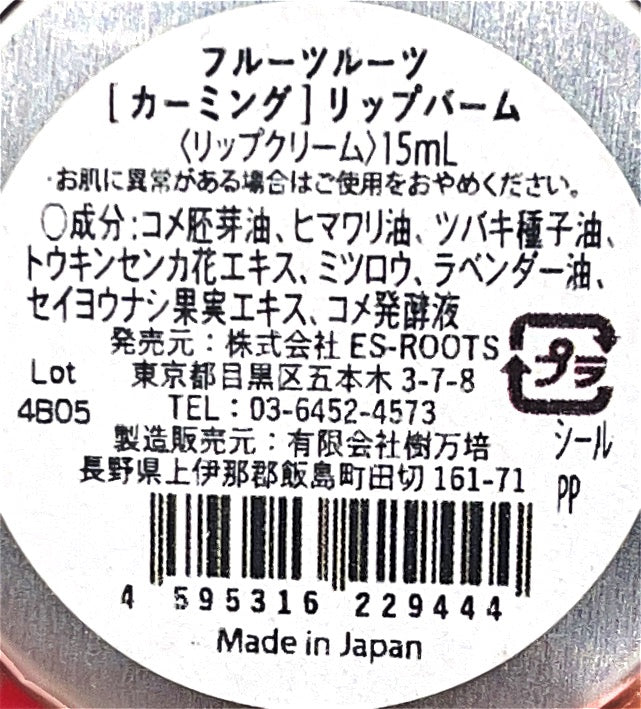 フルーツルーツ
[カーミング]リップバーム
〈リップクリーム〉15mL
お肌に異常がある場合はご使用をおやめください。
○成分:コメ胚芽油、ヒマワリ油、ツバキ種子油、
トウキンセンカ花エキス、ミツロウ、ラベンダー油、
セイヨウナシ果実エキス、コメ発酵液
発売元:株式会社 ES-ROOTS
東京都目黒区五本木 3-7-8
TEL:03-6452-4573
製造販売元:有限会社樹万培
長野県上伊那郡飯島町田切 161-71
Lot
4B05
プラ
シール
PP
4 595316 229444
Made in Japan